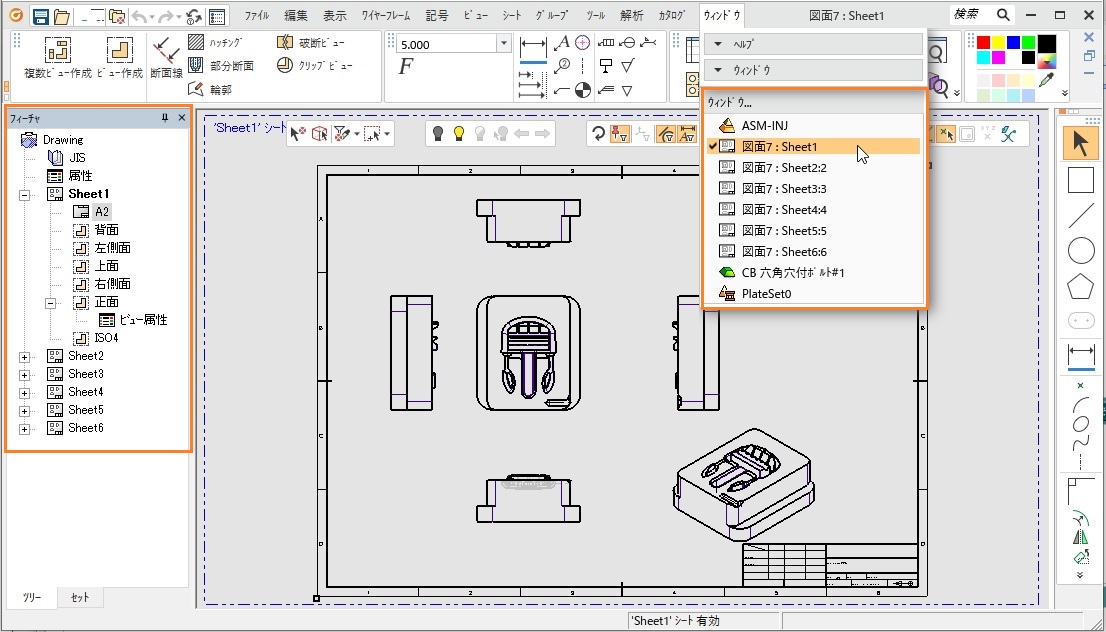 ファイル 編集 表示 ワイヤーフレーム 記号 ビュー シート グループ ツール 解析 カタログ ウィンドウ 図面7 : Sheet1 検索
複数ビュー作成 ビュー作成 断面線
ハッチング
部分断面
輪郭
破断ビュー
クリップビュー
5.000
F
ヘルプ
ウィンドウ
ウィンドウ...
ASM-INJ
図面7 : Sheet1
図面7 : Sheet2:2
図面7 : Sheet3:3
図面7 : Sheet4:4
図面7 : Sheet5:5
図面7 : Sheet6:6
CB 六角穴付ボルト#1
PlateSet0
フィーチャ
Drawing
JIS
属性
Sheet1
A2
背面
左側面
上面
右側面
正面
ビュー属性
ISO4
Sheet2
Sheet3
Sheet4
Sheet5
Sheet6
ツリー セット
'Sheet1' シート
'Sheet1' シート 有効